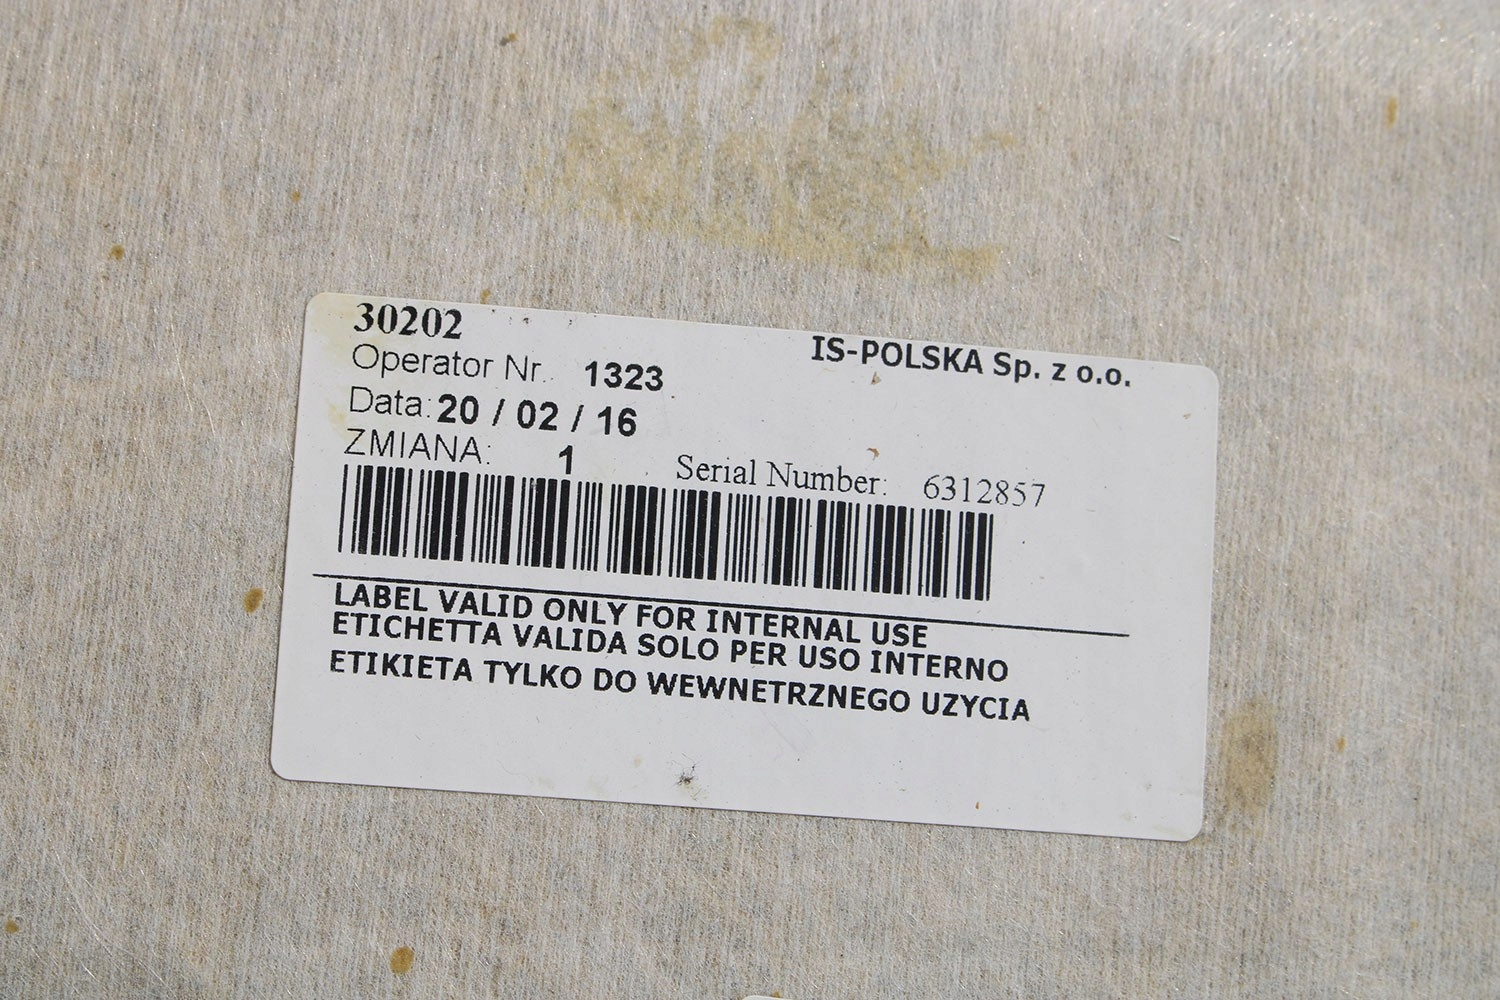 30202
IS-POLSKA Sp. z o.o.
Operator Nr. 1323
Data: 20 / 02 / 16
ZMIANA: 1
Serial Number: 6312857
LABEL VALID ONLY FOR INTERNAL USE
ETICHETTA VALIDA SOLO PER USO INTERNO
ETIKIETA TYLKO DO WEWNETRZNEGO UZYCIA